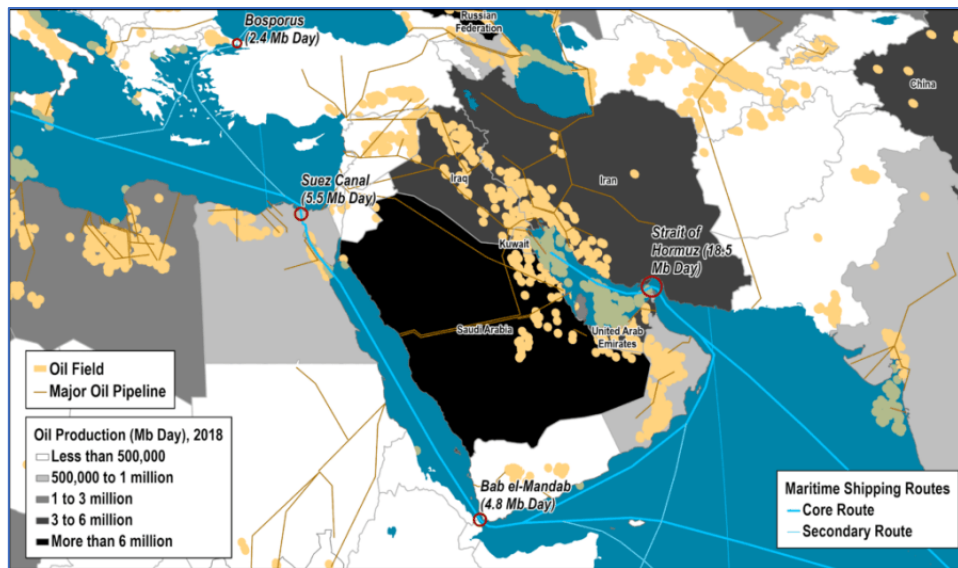 Bosporus
(2.4 Mb Day)
Russian
Federation
China
Suez Canal
(5.5 Mb Day)
Iraq
Iran
Kuwait
Strait of
Hormuz (18.5
Mb Day)
Saudi Arabia
United Arab
Emirates
Bab el-Mandab
(4.8 Mb Day)
Oil Field
Major Oil Pipeline
Oil Production (Mb Day), 2018
Less than 500,000
500,000 to 1 million
1 to 3 million
3 to 6 million
More than 6 million
Maritime Shipping Routes
Core Route
Secondary Route